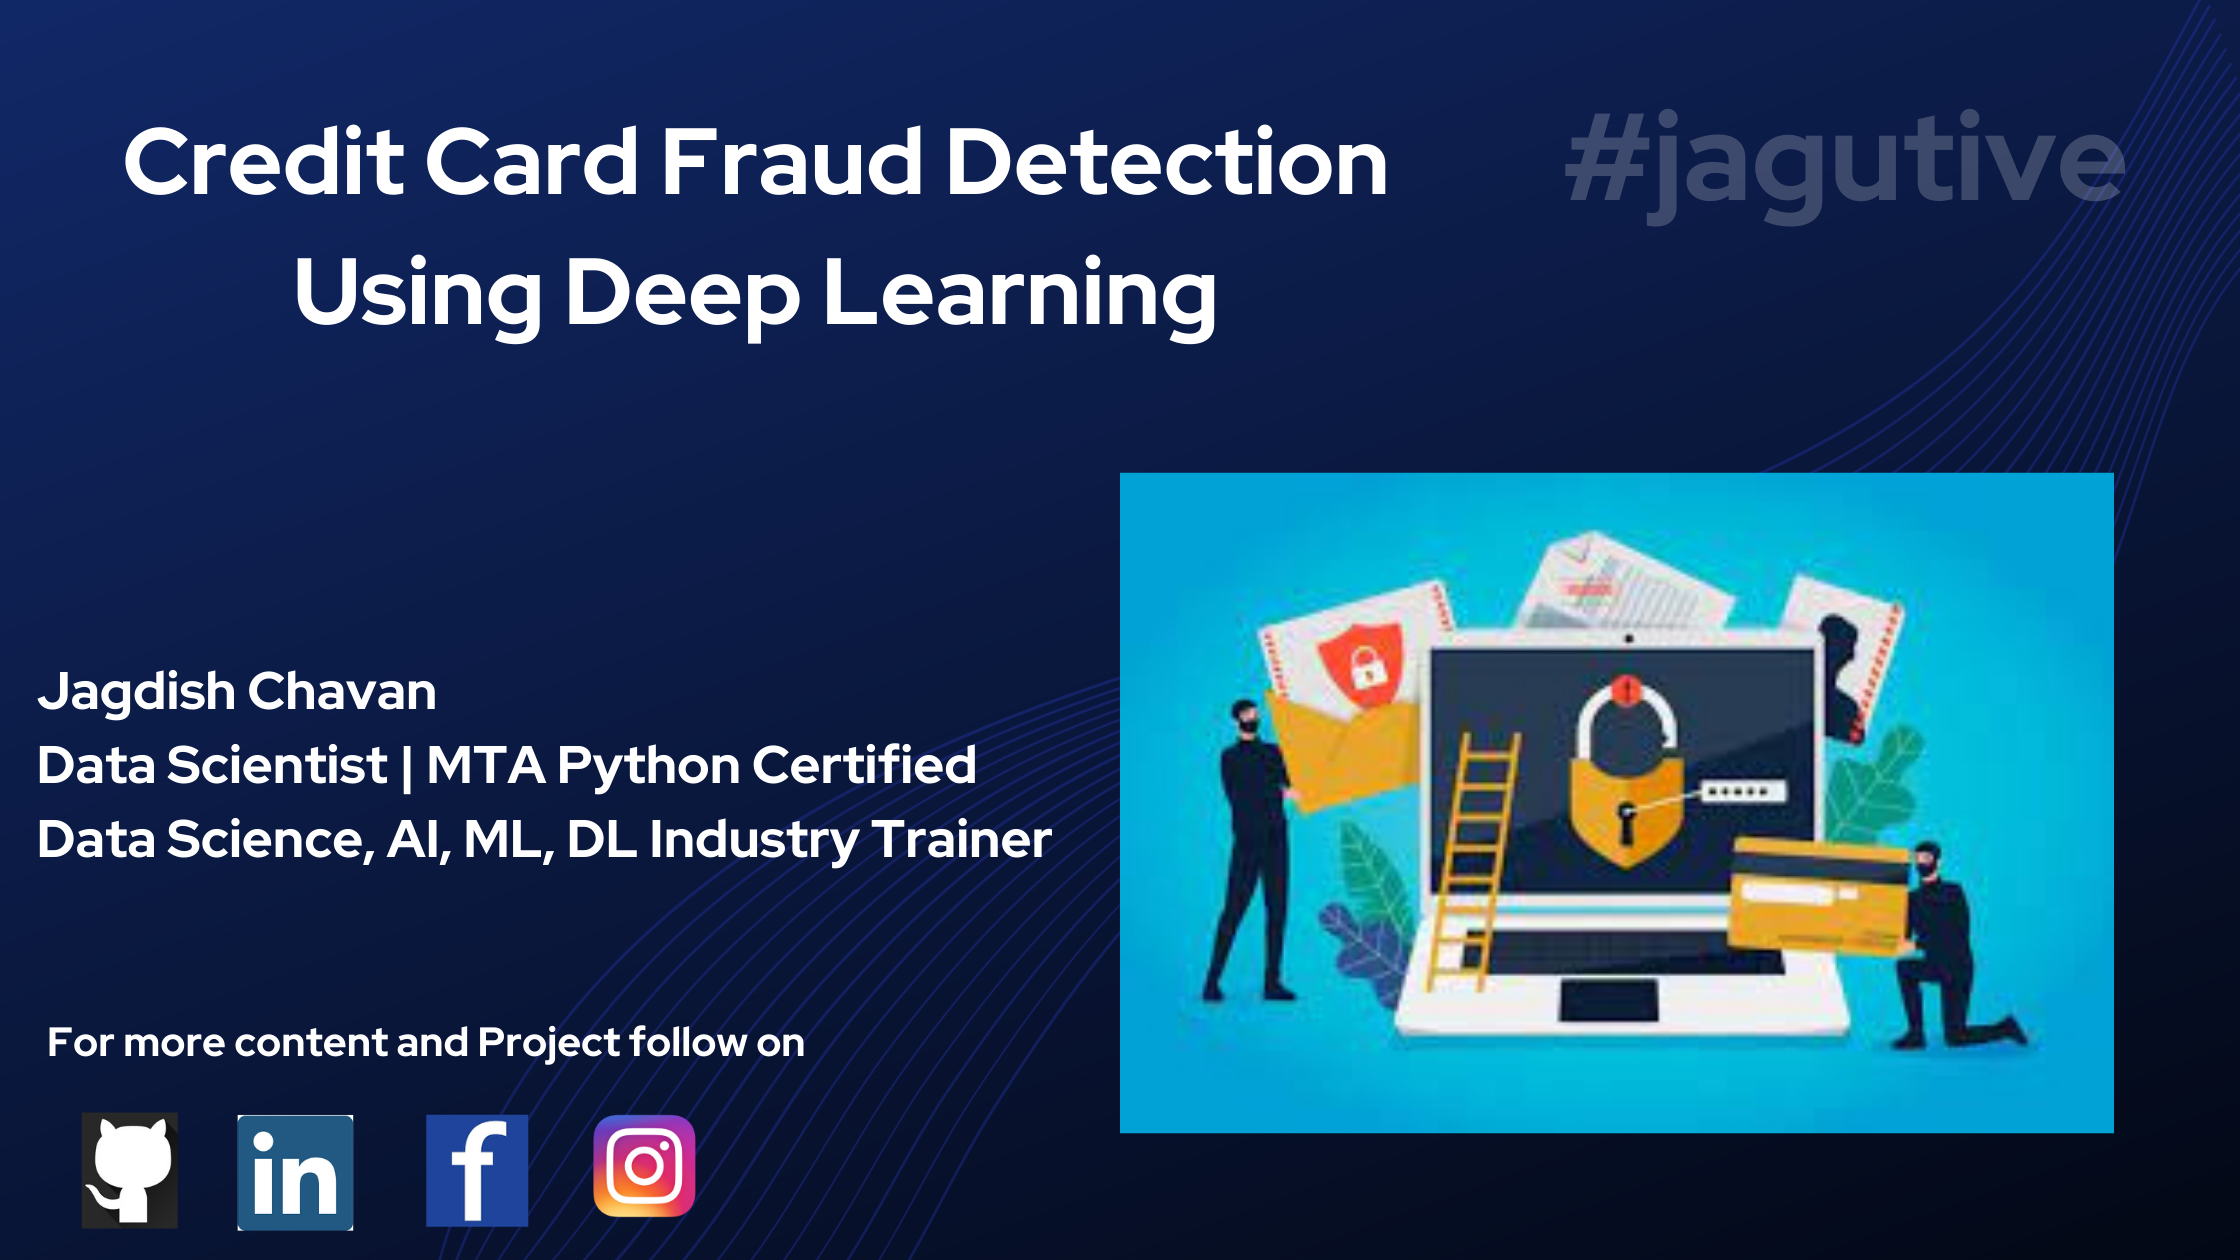 Credit Card Fraud Detection
Using Deep Learning
#jagutive
Jagdish Chavan
Data Scientist | MTA Python Certified
Data Science, AI, ML, DL Industry Trainer
For more content and Project follow on
in
f